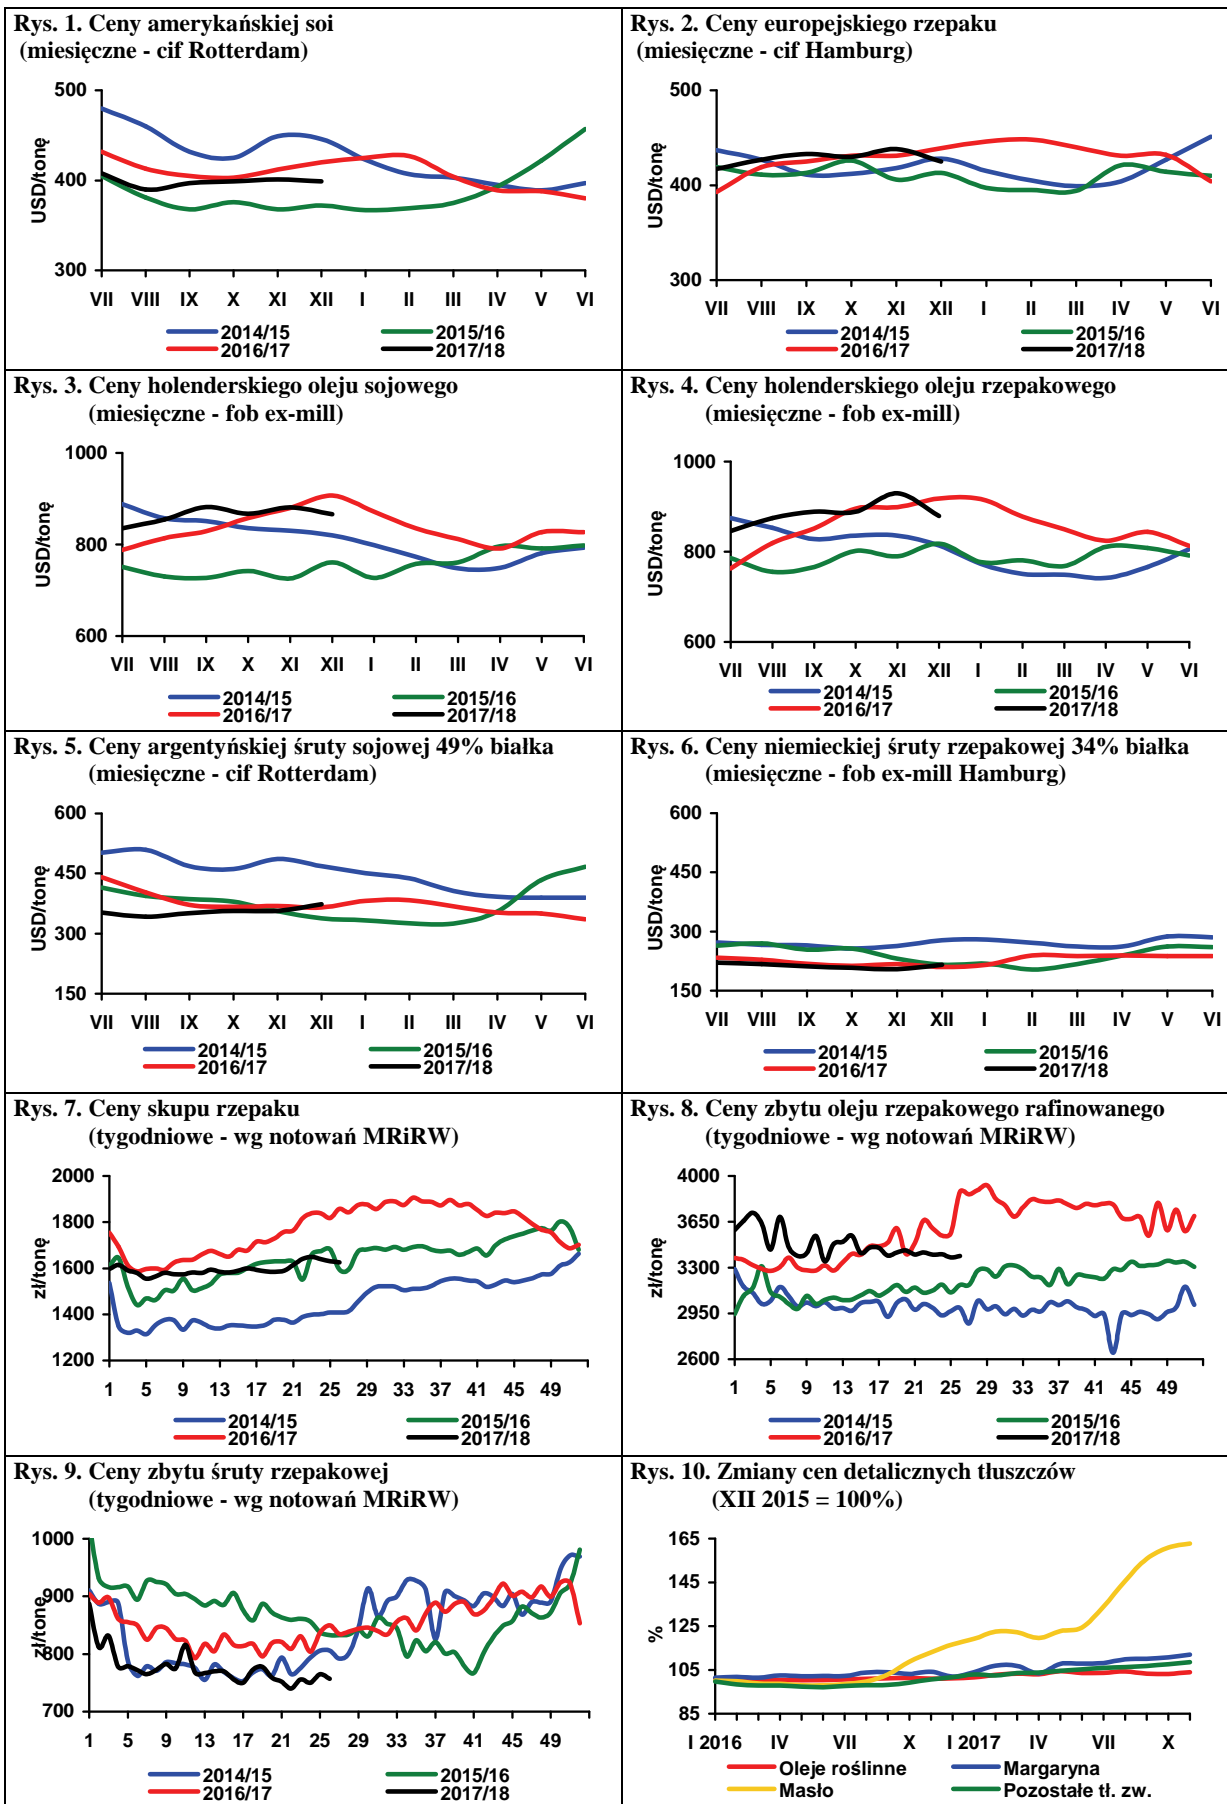 Rys. 1. Ceny amerykańskiej soi
(miesięczne - cif Rotterdam)
500
400
300
USD/tonę
VII VIII IX X XI XII I II III IV V VI
2014/15 2015/16
2016/17 2017/18
Rys. 2. Ceny europejskiego rzepaku
(miesięczne - cif Hamburg)
500
400
300
USD/tonę
VII VIII IX X XI XII I II III IV V VI
2014/15 2015/16
2016/17 2017/18
Rys. 3. Ceny holenderskiego oleju sojowego
(miesięczne - fob ex-mill)
1000
800
600
USD/tonę
VII VIII IX X XI XII I II III IV V VI
2014/15 2015/16
2016/17 2017/18
Rys. 4. Ceny holenderskiego oleju rzepakowego
(miesięczne - fob ex-mill)
1000
800
600
USD/tonę
VII VIII IX X XI XII I II III IV V VI
2014/15 2015/16
2016/17 2017/18
Rys. 5. Ceny argentyńskiej śruty sojowej 49% białka
(miesięczne - cif Rotterdam)
600
450
300
150
USD/tonę
VII VIII IX X XI XII I II III IV V VI
2014/15 2015/16
2016/17 2017/18
Rys. 6. Ceny niemieckiej śruty rzepakowej 34% białka
(miesięczne - fob ex-mill Hamburg)
600
450
300
150
USD/tonę
VII VIII IX X XI XII I II III IV V VI
2014/15 2015/16
2016/17 2017/18
Rys. 7. Ceny skupu rzepaku
(tygodniowe - wg notowań MRiRW)
2000
1800
1600
1400
1200
zł/tonę
1 5 9 13 17 21 25 29 33 37 41 45 49
2014/15 2015/16
2016/17 2017/18
Rys. 8. Ceny zbytu oleju rzepakowego rafinowanego
(tygodniowe - wg notowań MRiRW)
4000
3650
3300
2950
2600
zł/tonę
1 5 9 13 17 21 25 29 33 37 41 45 49
2014/15 2015/16
2016/17 2017/18
Rys. 9. Ceny zbytu śruty rzepakowej
(tygodniowe - wg notowań MRiRW)
1000
900
800
700
zł/tonę
1 5 9 13 17 21 25 29 33 37 41 45 49
2014/15 2015/16
2016/17 2017/18
Rys. 10. Zmiany cen detalicznych tłuszczów
(XII 2015 = 100%)
165
145
125
105
85
%
I 2016 IV VII X I 2017 IV VII X
Oleje roślinne Margaryna
Masło Pozostałe tł. zw.